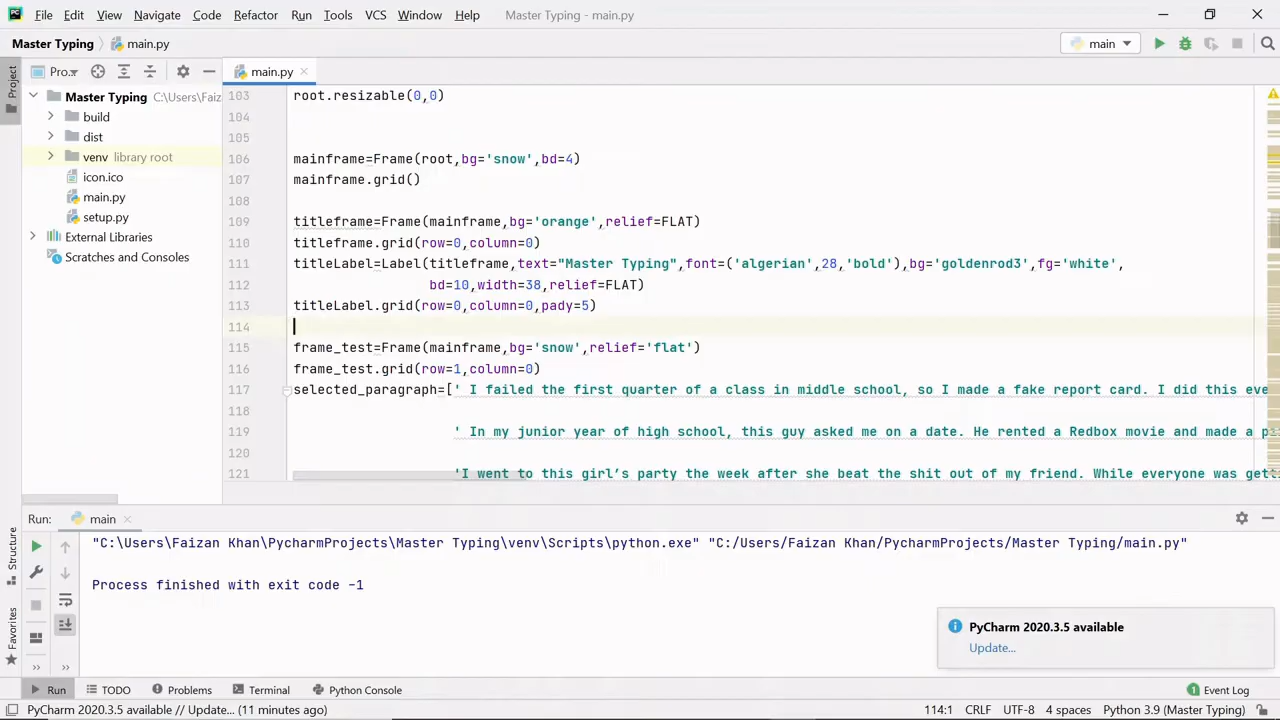 PC File Edit View Navigate Code Refactor Run Tools VCS Window Help Master Typing - main.py
Master Typing main.py main
Project Pro... main.py
Master Typing C:\Users\Faiz
build
dist
venv library root
icon.ico
main.py
setup.py
External Libraries
Scratches and Consoles
103 root.resizable(0,0)
104
105
106 mainframe=Frame(root,bg='snow',bd=4)
107 mainframe.grid()
108
109 titleframe=Frame(mainframe,bg='orange',relief=FLAT)
110 titleframe.grid(row=0,column=0)
111 titleLabel=Label(titleframe,text="Master Typing",font=('algerian',28,'bold'),bg='goldenrod3',fg='white',
112 bd=10,width=38,relief=FLAT)
113 titleLabel.grid(row=0,column=0,pady=5)
114
115 frame_test=Frame(mainframe,bg='snow',relief='flat')
116 frame_test.grid(row=1,column=0)
117 selected_paragraph=[' I failed the first quarter of a class in middle school, so I made a fake report card. I did this eve
118
119 ' In my junior year of high school, this guy asked me on a date. He rented a Redbox movie and made a p
120
121 'I went to this girl's party the week after she beat the shit out of my friend. While everyone was gett
Structure
Favorites
Run: main
"C:\Users\Faizan Khan\PycharmProjects\Master Typing\venv\Scripts\python.exe" "C:/Users/Faizan Khan/PycharmProjects/Master Typing/main.py"
Process finished with exit code -1
PyCharm 2020.3.5 available
Update...
Run TODO Problems Terminal Python Console Event Log
PyCharm 2020.3.5 available // Update... (11 minutes ago) 114:1 CRLF UTF-8 4 spaces Python 3.9 (Master Typing)